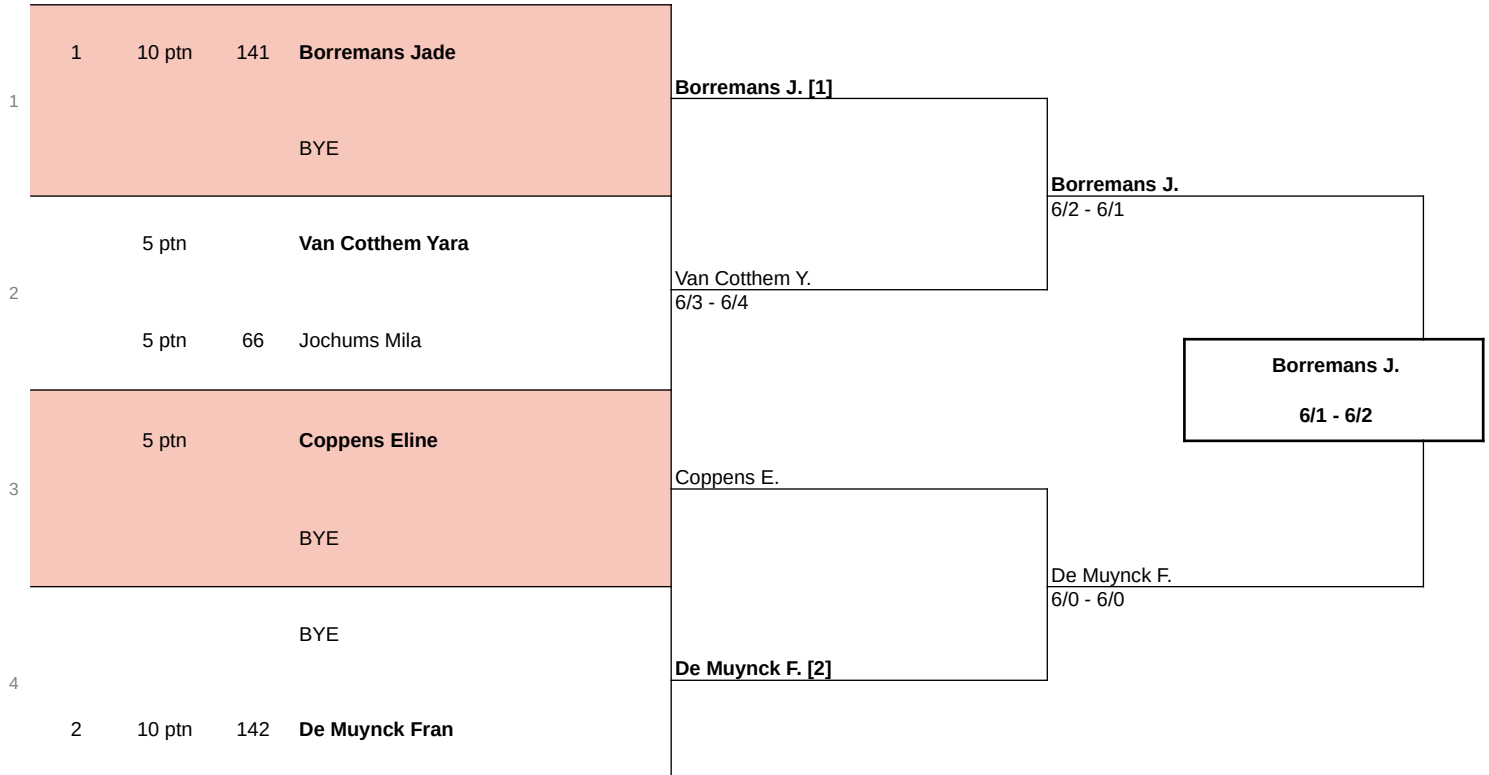 1 10 ptn 141 Borremans Jade
Borremans J. [1]
1
BYE
Borremans J.
6/2 - 6/1
5 ptn Van Cotthem Yara
Van Cotthem Y.
2
6/3 - 6/4
5 ptn 66 Jochums Mila
Borremans J.
6/1 - 6/2
5 ptn Coppens Eline
Coppens E.
3
BYE
De Muynck F.
6/0 - 6/0
BYE
De Muynck F. [2]
4
2 10 ptn 142 De Muynck Fran